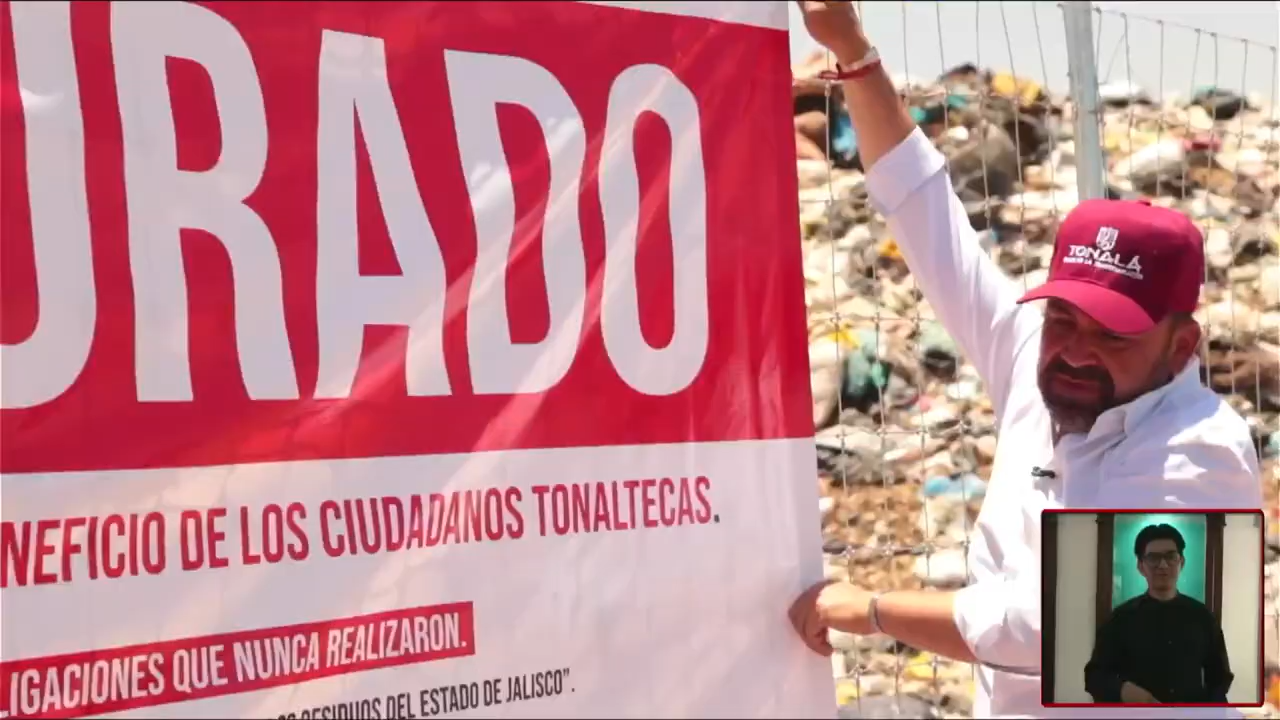 URADO
NEFICIO DE LOS CIUDADANOS TONALTECAS.
LIGACIONES QUE NUNCA REALIZARON.
RESIDUOS DEL ESTADO DE JALISCO”.
TONALÁ